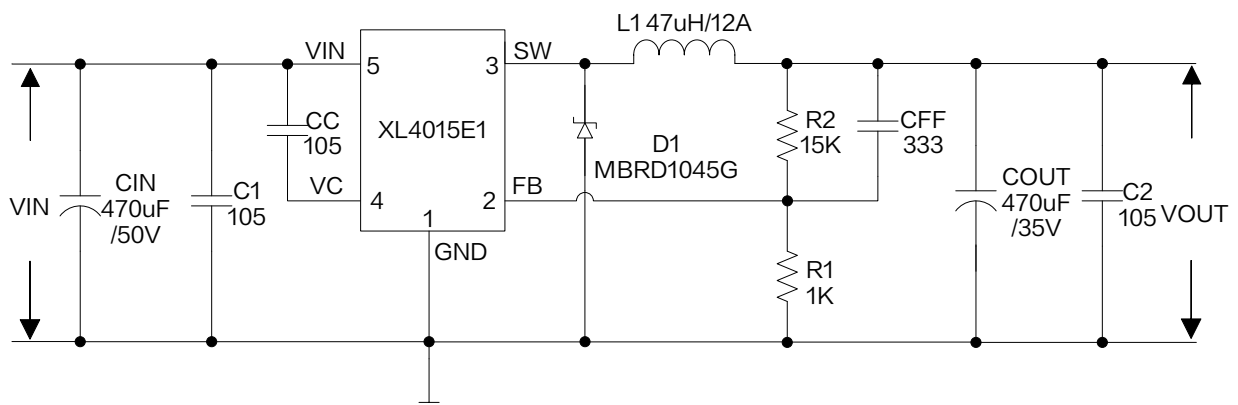 L1 47uH/12A
VIN
SW
5
3
CC
105
XL4015E1
R2
15K
CFF
333
D1
MBRD1045G
VC
FB
4
2
1
GND
VIN
CIN
470uF
/50V
C1
105
COUT
470uF
/35V
C2
105
VOUT
R1
1K